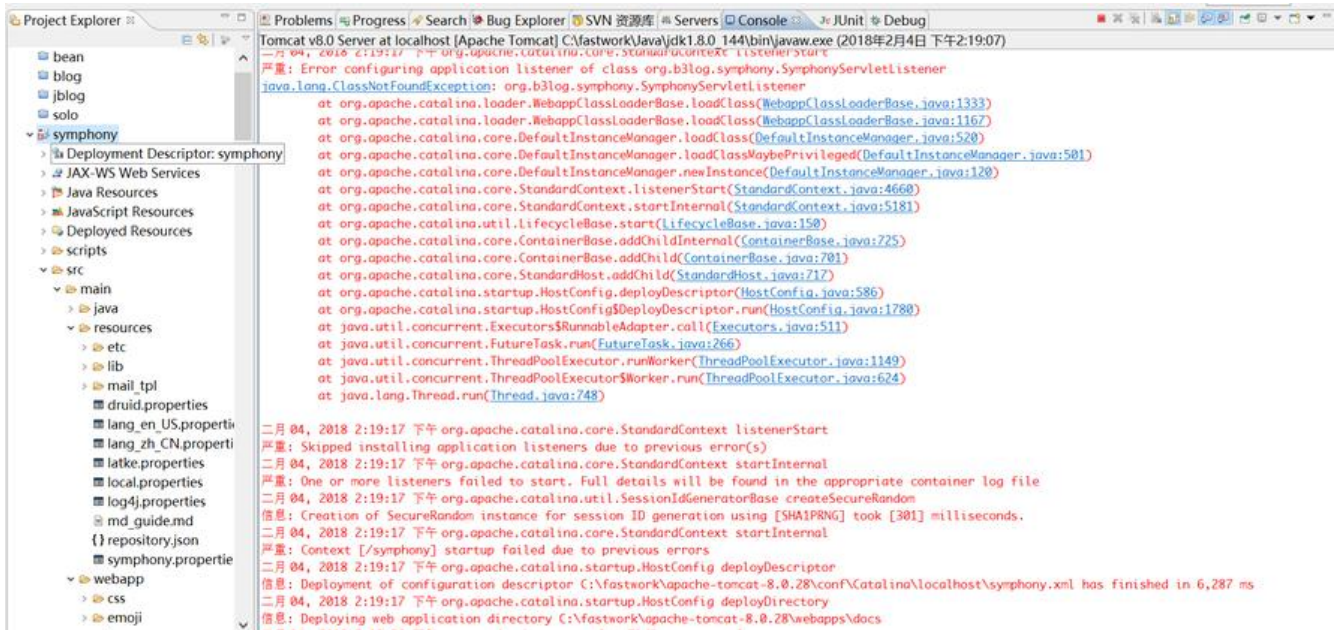 Project Explorer
bean
blog
jblog
solo
symphony
Deployment Descriptor: symphony
JAX-WS Web Services
Java Resources
JavaScript Resources
Deployed Resources
scripts
src
main
java
resources
etc
lib
mail_tpl
druid.properties
lang_en_US.properti
lang_zh_CN.properti
latke.properties
local.properties
log4j.properties
md_guide.md
repository.json
symphony.propertie
webapp
css
emoji
Problems Progress Search Bug Explorer SVN 资源库 Servers Console JUnit Debug
Tomcat v8.0 Server at localhost [Apache Tomcat] C:\fastwork\Java\jdk1.8.0_144\bin\javaw.exe (2018年2月4日 下午2:19:07)
二月 04, 2018 2:19:17 下午 org.apache.catalina.core.StandardContext listenerStart
严重: Error configuring application listener of class org.b3log.symphony.SymphonyServletListener
java.lang.ClassNotFoundException: org.b3log.symphony.SymphonyServletListener
at org.apache.catalina.loader.WebappClassLoaderBase.loadClass(WebappClassLoaderBase.java:1333)
at org.apache.catalina.loader.WebappClassLoaderBase.loadClass(WebappClassLoaderBase.java:1167)
at org.apache.catalina.core.DefaultInstanceManager.loadClass(DefaultInstanceManager.java:520)
at org.apache.catalina.core.DefaultInstanceManager.loadClassMaybePrivileged(DefaultInstanceManager.java:501)
at org.apache.catalina.core.DefaultInstanceManager.newInstance(DefaultInstanceManager.java:120)
at org.apache.catalina.core.StandardContext.listenerStart(StandardContext.java:4660)
at org.apache.catalina.core.StandardContext.startInternal(StandardContext.java:5181)
at org.apache.catalina.util.LifecycleBase.start(LifecycleBase.java:150)
at org.apache.catalina.core.ContainerBase.addChildInternal(ContainerBase.java:725)
at org.apache.catalina.core.ContainerBase.addChild(ContainerBase.java:701)
at org.apache.catalina.core.StandardHost.addChild(StandardHost.java:717)
at org.apache.catalina.startup.HostConfig.deployDescriptor(HostConfig.java:586)
at org.apache.catalina.startup.HostConfig$DeployDescriptor.run(HostConfig.java:1780)
at java.util.concurrent.Executors$RunnableAdapter.call(Executors.java:511)
at java.util.concurrent.FutureTask.run(FutureTask.java:266)
at java.util.concurrent.ThreadPoolExecutor.runWorker(ThreadPoolExecutor.java:1149)
at java.util.concurrent.ThreadPoolExecutor$Worker.run(ThreadPoolExecutor.java:624)
at java.lang.Thread.run(Thread.java:748)
二月 04, 2018 2:19:17 下午 org.apache.catalina.core.StandardContext listenerStart
严重: Skipped installing application listeners due to previous error(s)
二月 04, 2018 2:19:17 下午 org.apache.catalina.core.StandardContext startInternal
严重: One or more listeners failed to start. Full details will be found in the appropriate container log file
二月 04, 2018 2:19:17 下午 org.apache.catalina.util.SessionIdGeneratorBase createSecureRandom
信息: Creation of SecureRandom instance for session ID generation using [SHA1PRNG] took [301] milliseconds.
二月 04, 2018 2:19:17 下午 org.apache.catalina.core.StandardContext startInternal
严重: Context [/symphony] startup failed due to previous errors
二月 04, 2018 2:19:17 下午 org.apache.catalina.startup.HostConfig deployDescriptor
信息: Deployment of configuration descriptor C:\fastwork\apache-tomcat-8.0.28\conf\Catalina\localhost\symphony.xml has finished in 6,287 ms
二月 04, 2018 2:19:17 下午 org.apache.catalina.startup.HostConfig deployDirectory
信息: Deploying web application directory C:\fastwork\apache-tomcat-8.0.28\webapps\docs